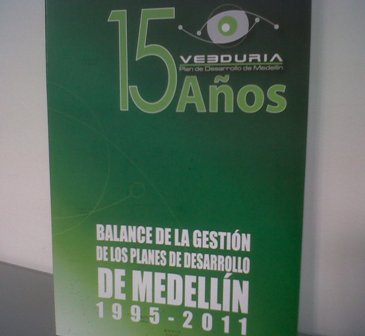 15
VEEDURIA
Plan de Desarrollo de Medellín
Años
BALANCE DE LA GESTIÓN
DE LOS PLANES DE DESARROLLO
DE MEDELLÍN
1995-2011